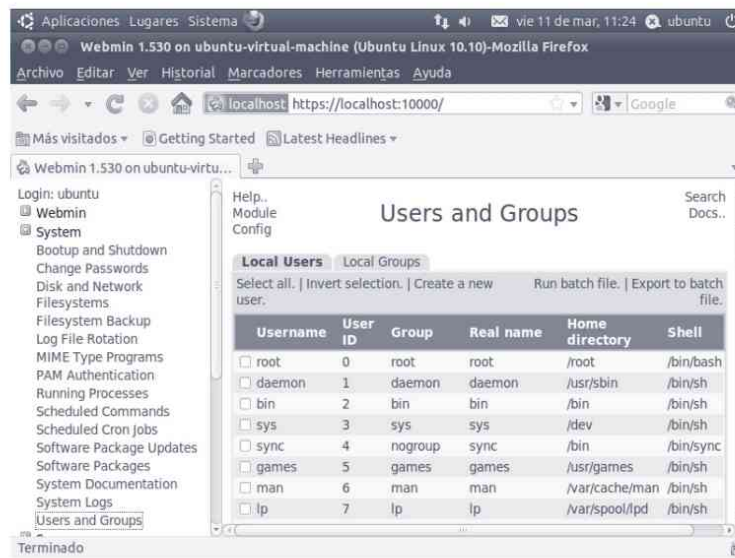 Aplicaciones Lugares Sistema vie 11 de mar, 11:24 ubuntu
Webmin 1.530 on ubuntu-virtual-machine (Ubuntu Linux 10.10)-Mozilla Firefox
Archivo Editar Ver Historial Marcadores Herramientas Ayuda
localhost https://localhost:10000/ Google
Más visitados Getting Started Latest Headlines
Webmin 1.530 on ubuntu-virtu...
Login: ubuntu
Webmin
System
Bootup and Shutdown
Change Passwords
Disk and Network
Filesystems
Filesystem Backup
Log File Rotation
MIME Type Programs
PAM Authentication
Running Processes
Scheduled Commands
Scheduled Cron Jobs
Software Package Updates
Software Packages
System Documentation
System Logs
Users and Groups
Help..
Module
Config
Users and Groups
Search
Docs..
Local Users Local Groups
Select all. | Invert selection. | Create a new
user.
Run batch file. | Export to batch
file.
Username User ID Group Real name Home directory Shell
root 0 root root /root /bin/bash
daemon 1 daemon daemon /usr/sbin /bin/sh
bin 2 bin bin /bin /bin/sh
sys 3 sys sys /dev /bin/sh
sync 4 nogroup sync /bin /bin/sync
games 5 games games /usr/games /bin/sh
man 6 man man /var/cache/man /bin/sh
lp 7 lp lp /var/spool/lpd /bin/sh
Terminado